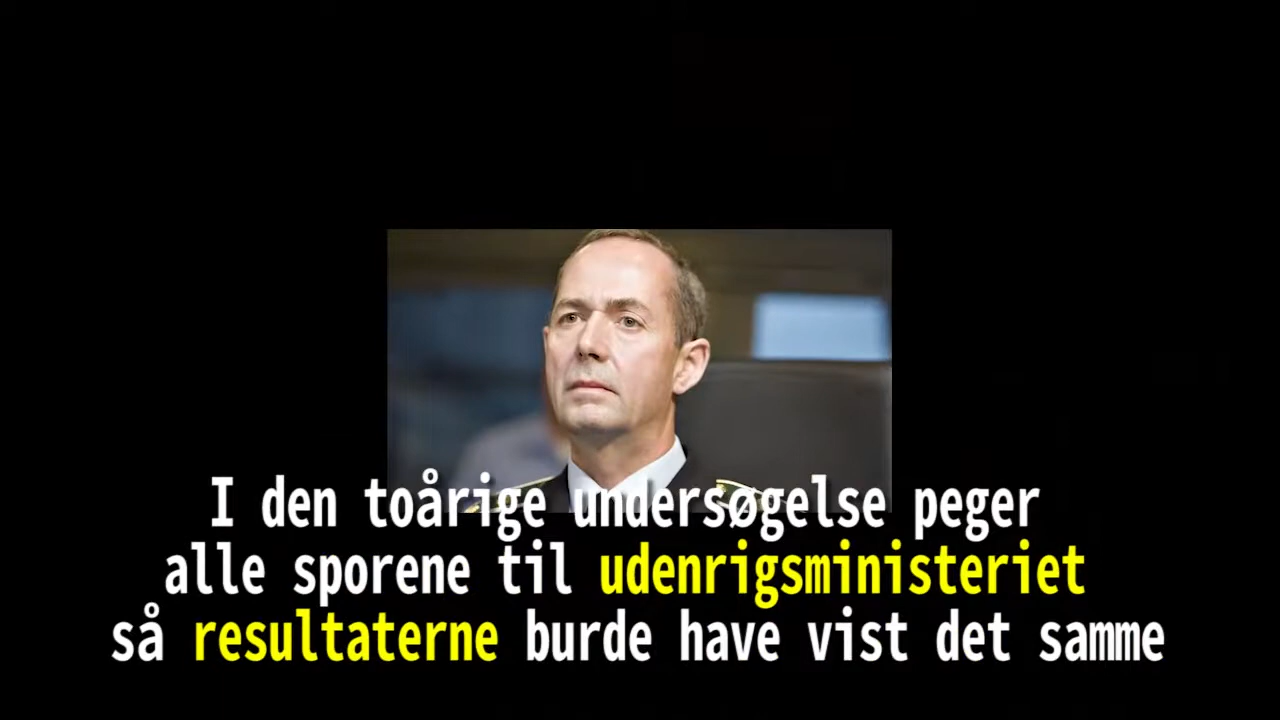 I den toårige undersøgelse peger
alle sporene til udenrigsministeriet
så resultaterne burde have vist det samme